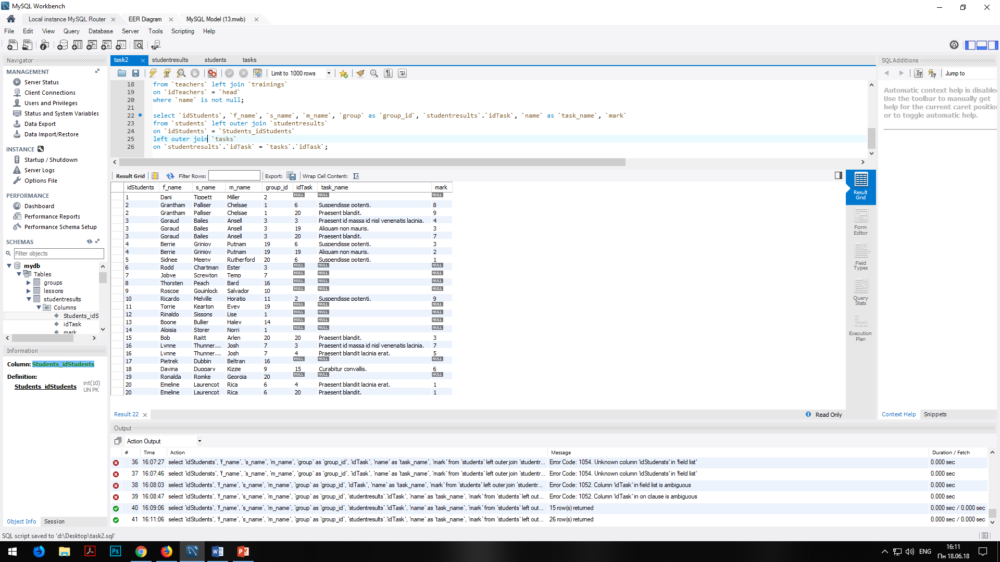 MySQL Workbench
Local instance MySQL Router
EER Diagram
MySQL Model (13.mwb)
File Edit View Query Database Server Tools Scripting Help
Navigator
MANAGEMENT
Server Status
Client Connections
Users and Privileges
Status and System Variables
Data Export
Data Import/Restore
INSTANCE
Startup / Shutdown
Server Logs
Options File
PERFORMANCE
Dashboard
Performance Reports
Performance Schema Setup
SCHEMAS
Filter objects
mydb
Tables
groups
lessons
studentresults
Columns
Students_idS
idTask
mark
Information
Column: Students_idStudents
Definition:
Students_idStudents int(10)
UN PK
Object Info Session
task2 studentresults students tasks
Limit to 1000 rows
18 from `teachers` left join `trainings`
19 on `idTeachers` = `head`
20 where `name` is not null;
21
22 select `idStudents`, `f_name`, `s_name`, `m_name`, `group` as `group_id`, `studentresults`.`idTask`, `name` as `task_name`, `mark`
23 from `students` left outer join `studentresults`
24 on `idStudents` = `Students_idStudents`
25 left outer join `tasks`
26 on `studentresults`.`idTask` = `tasks`.`idTask`;
Result Grid Filter Rows: Export: Wrap Cell Content:
idStudents f_name s_name m_name group_id idTask task_name mark
1 Dani Tippett Miller 2 NULL NULL NULL
2 Grantham Palliser Chelsae 1 6 Suspendisse potenti. 8
2 Grantham Palliser Chelsae 1 20 Praesent blandit. 9
3 Goraud Bailes Ansell 3 3 Praesent id massa id nisl venenatis lacinia. 4
3 Goraud Bailes Ansell 3 19 Aliquam non mauris. 3
3 Goraud Bailes Ansell 3 20 Praesent blandit. 7
4 Berrie Griniov Putnam 19 6 Suspendisse potenti. 3
4 Berrie Griniov Putnam 19 19 Aliquam non mauris. 2
5 Sidnee Meeny Rutherford 20 6 Suspendisse potenti. 1
6 Rodd Chartman Ester 3 NULL NULL NULL
7 Jobye Screwton Temp 7 NULL NULL NULL
8 Thorsten Peach Bard 16 NULL NULL NULL
9 Roscoe Gouinlock Salvador 10 NULL NULL NULL
10 Ricardo Melville Horatio 11 2 Suspendisse potenti. 9
11 Torrie Kearton Evey 19 NULL NULL NULL
12 Rinaldo Sissons Lise 1 NULL NULL NULL
13 Boone Bullier Haley 14 NULL NULL NULL
14 Aloisia Storer Norri 1 NULL NULL NULL
15 Bob Raitt Arlen 20 20 Praesent blandit. 3
16 Lynne Thunner... Josh 7 3 Praesent id massa id nisl venenatis lacinia. 7
16 Lynne Thunner... Josh 7 4 Praesent blandit lacinia erat. 5
17 Pietrek Dubbin Beltran 16 NULL NULL NULL
18 Davina Duggary Kizzie 9 15 Curabitur convallis. 6
19 Ronalda Romke Georgia 20 NULL NULL NULL
20 Emeline Laurencot Rica 6 4 Praesent blandit lacinia erat. 1
20 Emeline Laurencot Rica 6 20 Praesent blandit. 1
Result 22
Read Only
Result
Grid
Form
Editor
Field
Types
Query
Stats
Execution
Plan
SQLAdditions
Jump to
Automatic context help is disabled
Use the toolbar to manually get
help for the current caret position
or to toggle automatic help.
Context Help Snippets
Output
Action Output
# Time Action Message Duration / Fetch
36 16:07:27 select `idStudensts`, `f_name`, `s_name`, `m_name`, `group` as `group_id`, `idTask`, `name` as `task_name`, `mark` from `students` left outer join `studentr... Error Code: 1054. Unknown column 'idStudensts' in 'field list' 0.000 sec
37 16:07:46 select `idStudensts`, `f_name`, `s_name`, `m_name`, `group` as `group_id`, `idTask`, `name` as `task_name`, `mark` from `students` left outer join `studentr... Error Code: 1054. Unknown column 'idStudensts' in 'field list' 0.000 sec
38 16:08:03 select `idStudents`, `f_name`, `s_name`, `m_name`, `group` as `group_id`, `idTask`, `name` as `task_name`, `mark` from `students` left outer join `studentr... Error Code: 1052. Column 'idTask' in field list is ambiguous 0.000 sec
39 16:08:47 select `idStudents`, `f_name`, `s_name`, `m_name`, `group` as `group_id`, `studentresults`.`idTask`, `name` as `task_name`, `mark` from `students` left out... Error Code: 1052. Column 'idTask' in on clause is ambiguous 0.000 sec
40 16:09:06 select `idStudents`, `f_name`, `s_name`, `m_name`, `group` as `group_id`, `studentresults`.`idTask`, `name` as `task_name`, `mark` from `students` left out... 15 row(s) returned 0.000 sec / 0.000 sec
41 16:11:06 select `idStudents`, `f_name`, `s_name`, `m_name`, `group` as `group_id`, `studentresults`.`idTask`, `name` as `task_name`, `mark` from `students` left out... 26 row(s) returned 0.000 sec / 0.000 sec
SQL script saved to 'd:\Desktop\task2.sql'
ENG
16:11
Пн 18.06.18